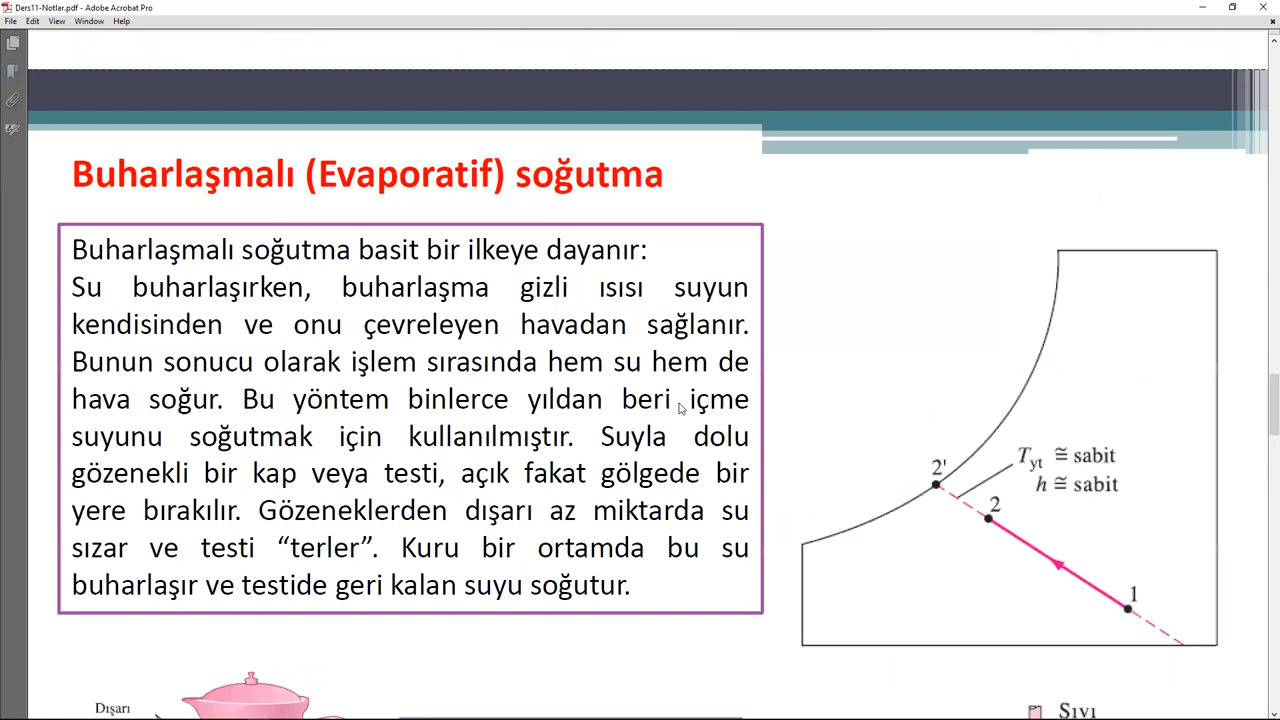 Ders11-Notlar.pdf - Adobe Acrobat Pro
File Edit View Window Help
Buharlaşmalı (Evaporatif) soğutma
Buharlaşmalı soğutma basit bir ilkeye dayanır:
Su buharlaşırken, buharlaşma gizli ısısı suyun
kendisinden ve onu çevreleyen havadan sağlanır.
Bunun sonucu olarak işlem sırasında hem su hem de
hava soğur. Bu yöntem binlerce yıldan beri içme
suyunu soğutmak için kullanılmıştır. Suyla dolu
gözenekli bir kap veya testi, açık fakat gölgede bir
yere bırakılır. Gözeneklerden dışarı az miktarda su
sızar ve testi “terler”. Kuru bir ortamda bu su
buharlaşır ve testide geri kalan suyu soğutur.
2'
Tyt ≅ sabit
h ≅ sabit
2
1
Dışarı
Sıvı